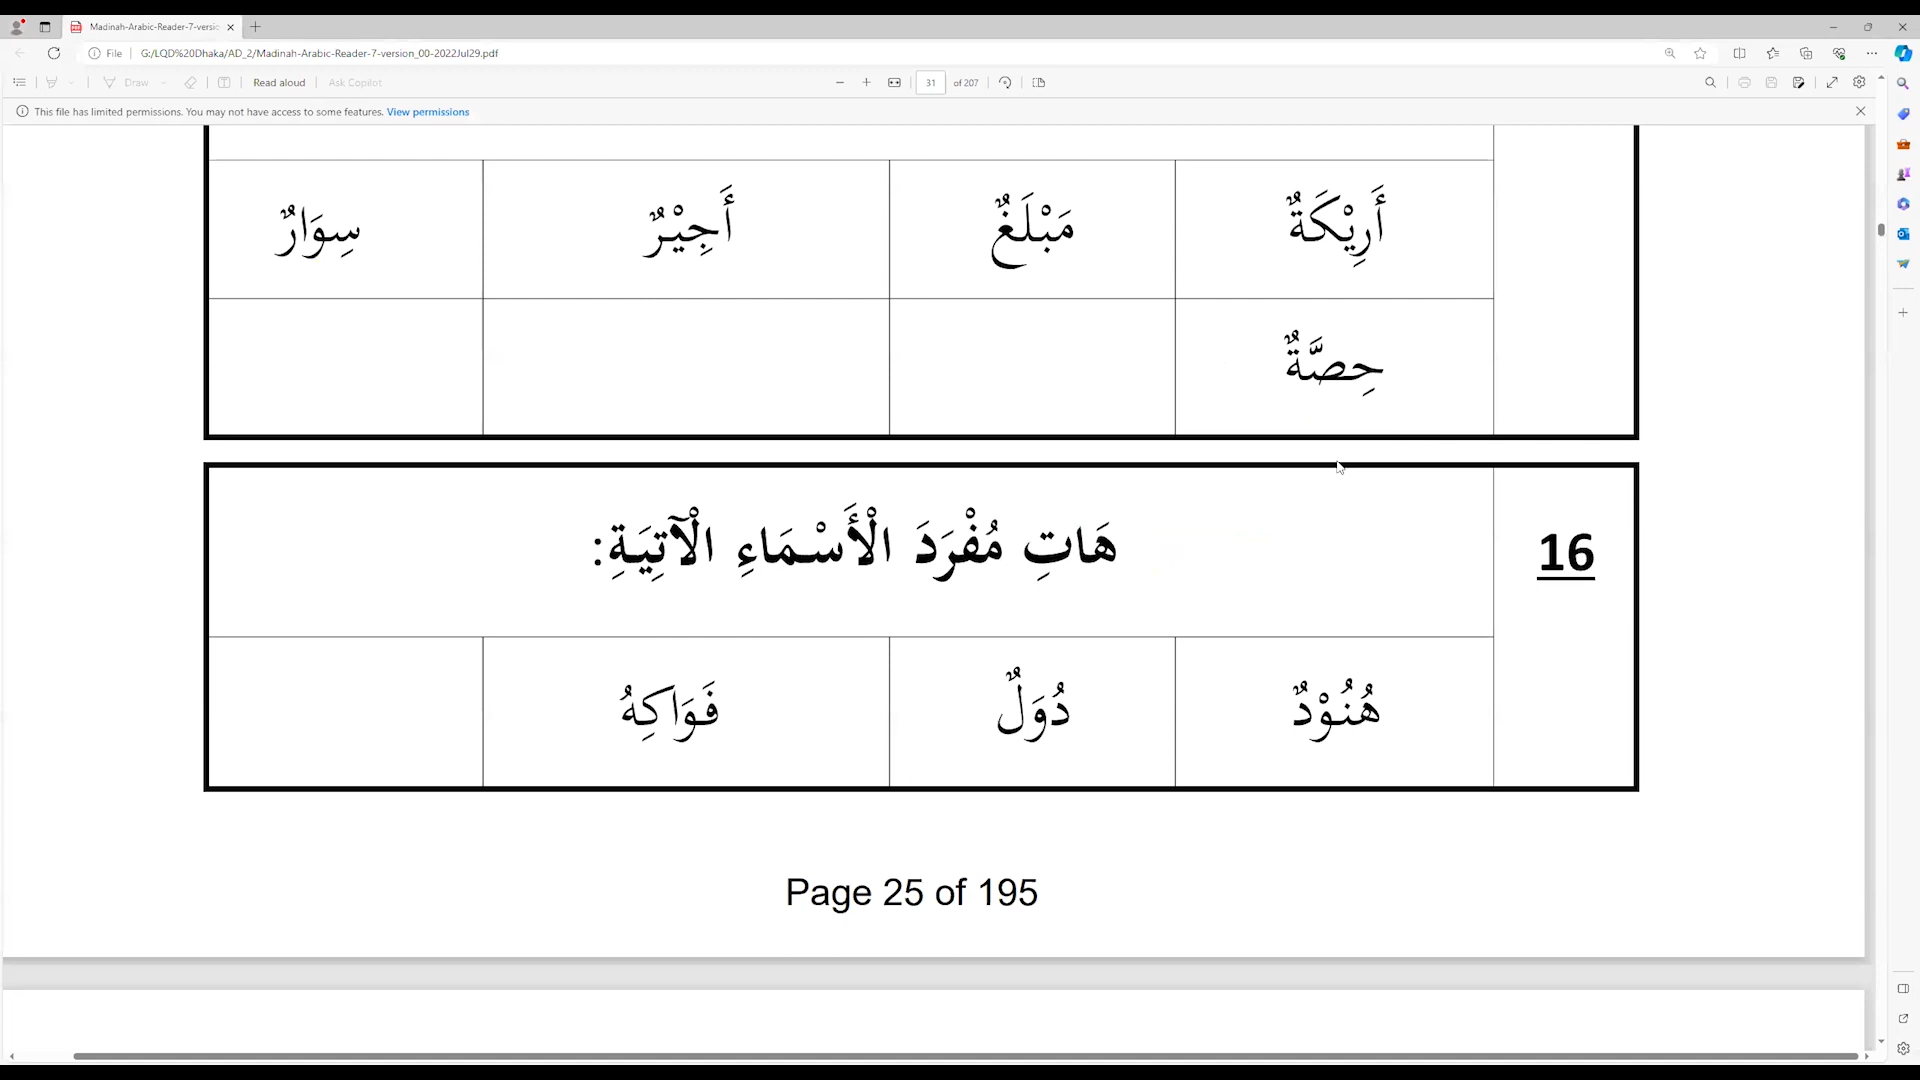 Madinah-Arabic-Reader-7-versio
File G:/LQD%20Dhaka/AD_2/Madinah-Arabic-Reader-7-version_00-2022Jul29.pdf
Draw Read aloud Ask Copilot 31 of 207
This file has limited permissions. You may not have access to some features. View permissions
أَرِيْكَةٌ مَبْلَغٌ أَجِيْرٌ سِوَارٌ
حِصَّةٌ
16 هَاتِ مُفْرَدَ الْأَسْمَاءِ الْآتِيَةِ:
هُنُوْدٌ دُوَلٌ فَوَاكِهُ
Page 25 of 195